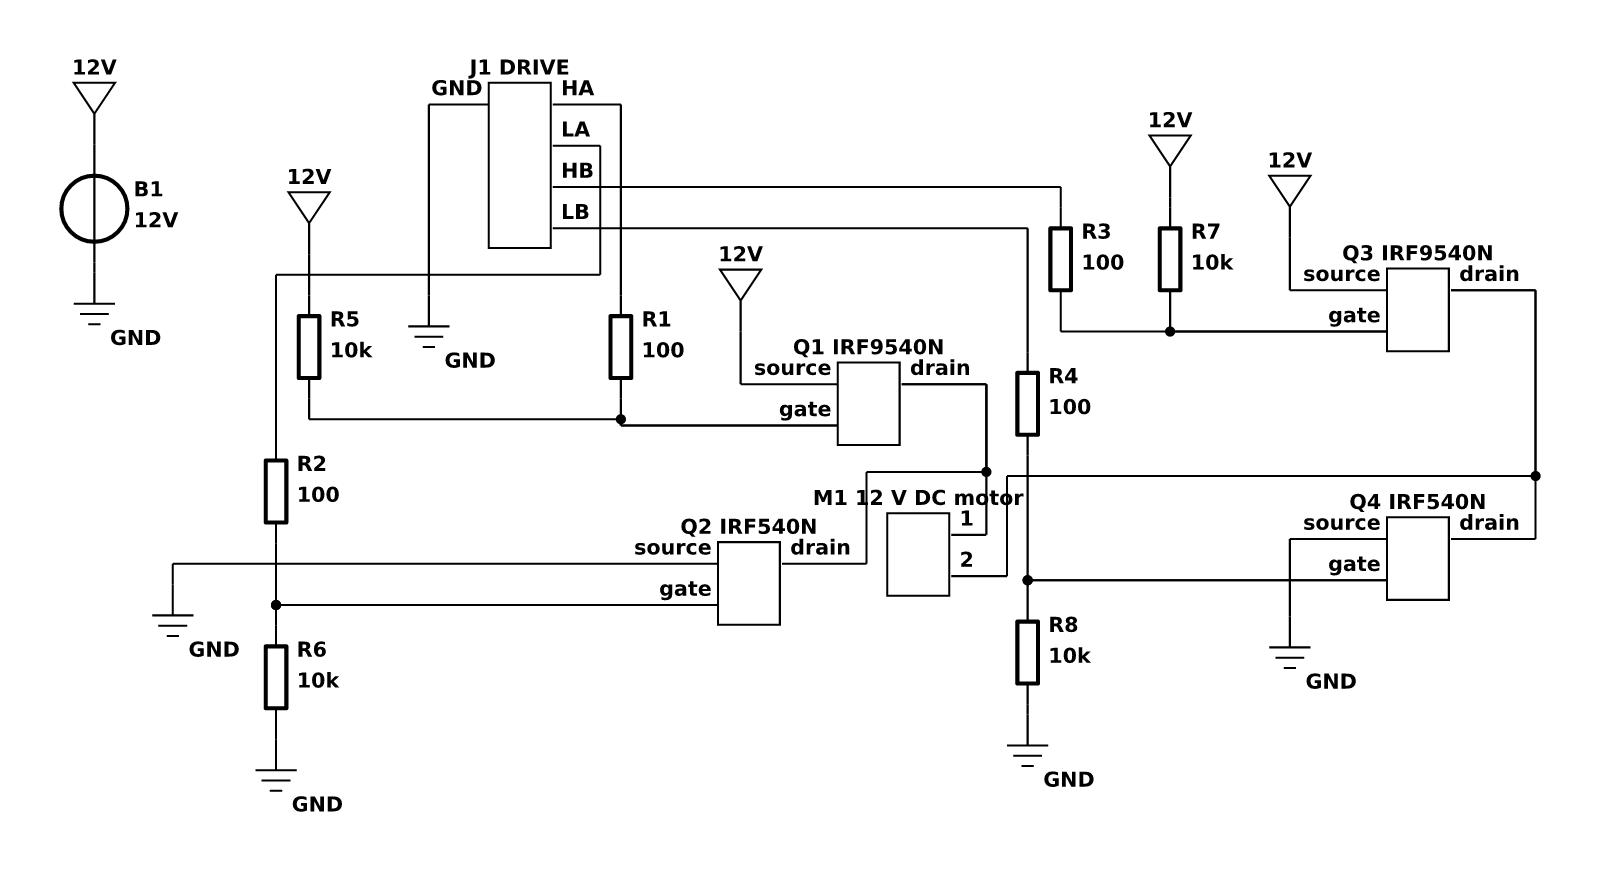 12V
B1
12V
GND
J1 DRIVE
GND
HA
LA
HB
LB
GND
12V
R5
10k
R1
100
12V
Q1 IRF9540N
source
drain
gate
R2
100
Q2 IRF540N
source
drain
gate
GND
R6
10k
GND
M1 12 V DC motor
1
2
R3
100
12V
R7
10k
12V
Q3 IRF9540N
source
drain
gate
R4
100
Q4 IRF540N
source
drain
gate
GND
R8
10k
GND